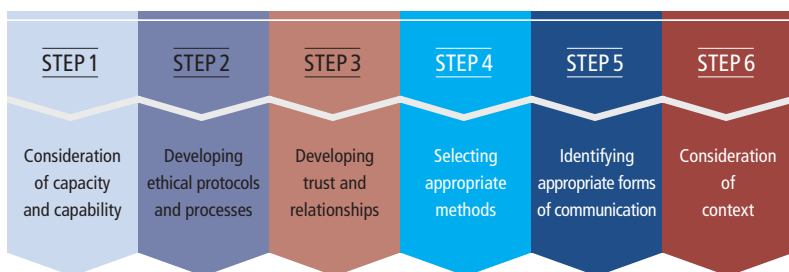 STEP 1
STEP 2
STEP 3
STEP 4
STEP 5
STEP 6
Consideration
of capacity
and capability
Developing
ethical protocols
and processes
Developing
trust and
relationships
Selecting
appropriate
methods
Identifying
appropriate forms
of communication
Consideration
of
context